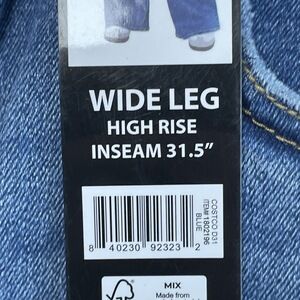 WIDE LEG
HIGH RISE
INSEAM 31.5”
COSTCO D31
ITEM# 1802196
BLUE
8 40230 92323 2
FSC
MIX
Made from